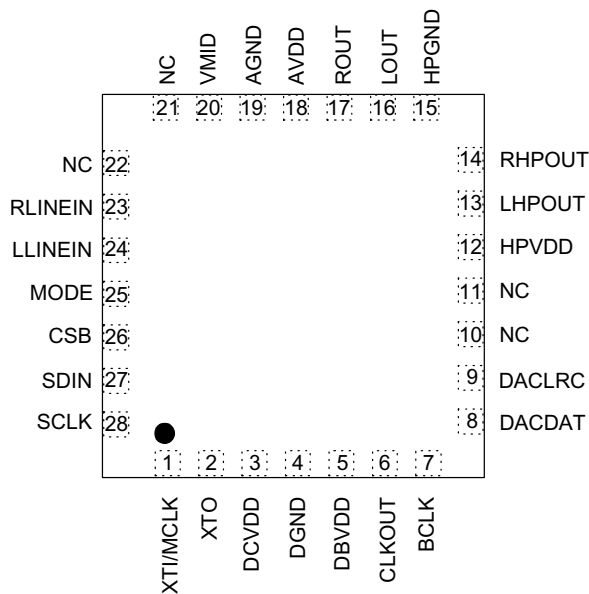 NC VMID AGND AVDD ROUT LOUT HPGND
21 20 19 18 17 16 15
NC 22 14 RHPOUT
RLINEIN 23 13 LHPOUT
LLINEIN 24 12 HPVDD
MODE 25 11 NC
CSB 26 10 NC
SDIN 27 9 DACLRC
SCLK 28 8 DACDAT
1 2 3 4 5 6 7
XTI/MCLK XTO DCVDD DGND DBVDD CLKOUT BCLK